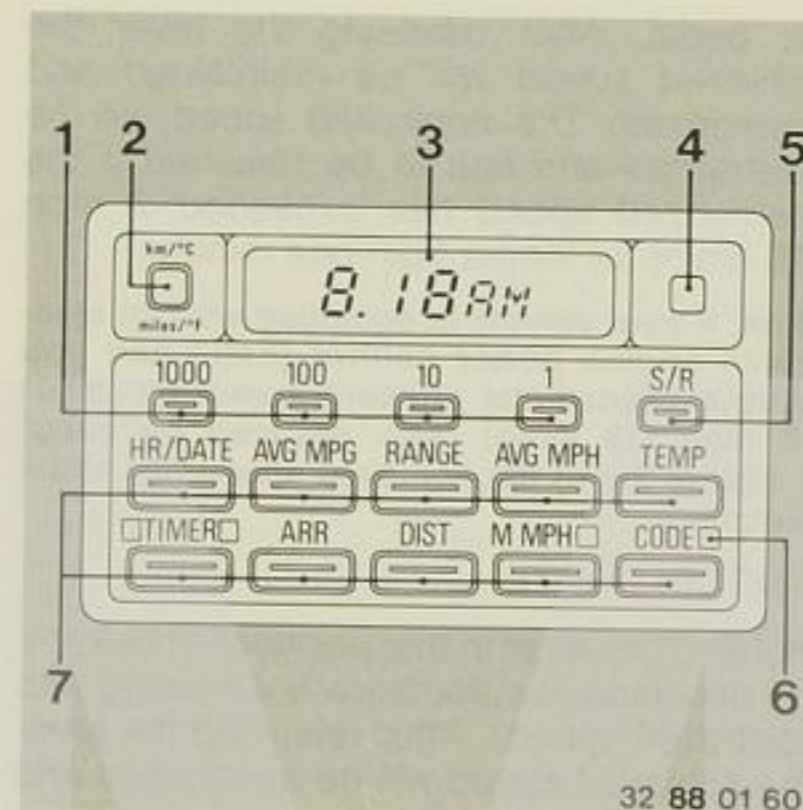 1 2 3 4 5
km/°C
8.18AM
miles/°f
1000 100 10 1 S/R
HR/DATE AVG MPG RANGE AVG MPH TEMP
TIMER ARR DIST M MPH CODE
7 6
32 88 01 60